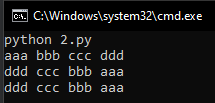 C:\Windows\system32\cmd.exe
python 2.py
aaa bbb ccc ddd
ddd ccc bbb aaa
ddd ccc bbb aaa